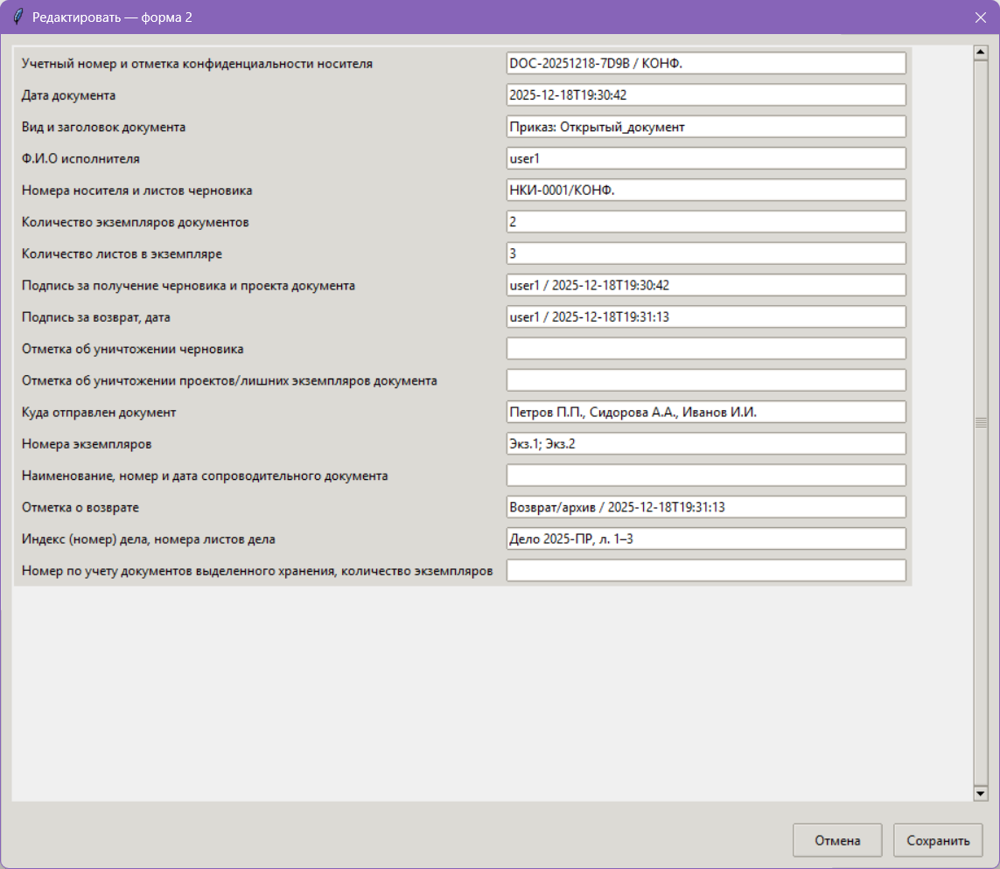 Редактировать — форма 2
Учетный номер и отметка конфиденциальности носителя DOC-20251218-7D9B / КОНФ.
Дата документа 2025-12-18T19:30:42
Вид и заголовок документа Приказ: Открытый_документ
Ф.И.О исполнителя user1
Номера носителя и листов черновика НКИ-0001/КОНФ.
Количество экземпляров документов 2
Количество листов в экземпляре 3
Подпись за получение черновика и проекта документа user1 / 2025-12-18T19:30:42
Подпись за возврат, дата user1 / 2025-12-18T19:31:13
Отметка об уничтожении черновика
Отметка об уничтожении проектов/лишних экземпляров документа
Куда отправлен документ Петров П.П., Сидорова А.А., Иванов И.И.
Номера экземпляров Экз.1; Экз.2
Наименование, номер и дата сопроводительного документа
Отметка о возврате Возврат/архив / 2025-12-18T19:31:13
Индекс (номер) дела, номера листов дела Дело 2025-ПР, л. 1–3
Номер по учету документов выделенного хранения, количество экземпляров
Отмена Сохранить